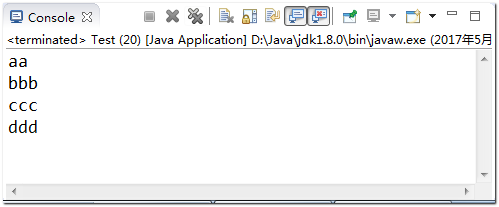 Console
<terminated> Test (20) [Java Application] D:\Java\jdk1.8.0\bin\javaw.exe (2017年5月
aa
bbb
ccc
ddd